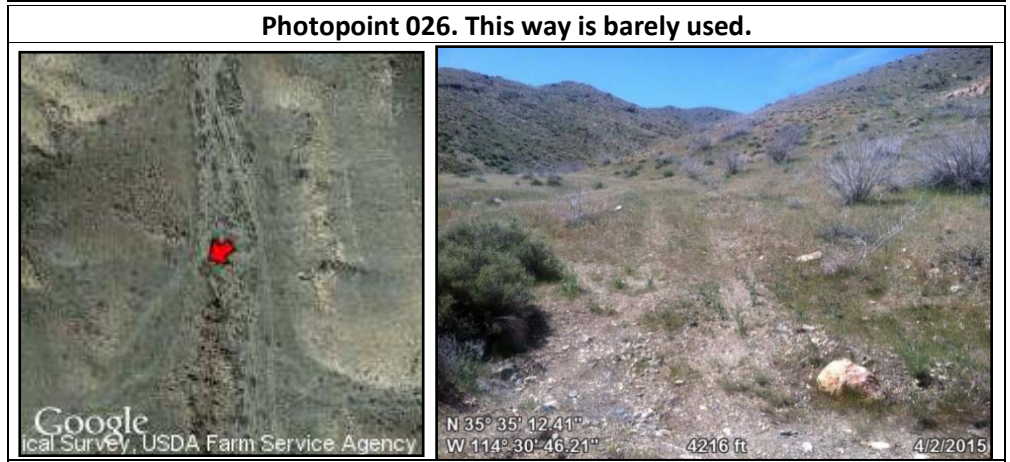 Photopoint 026. This way is barely used.
Google
ical Survey, USDA Farm Service Agency
N 35° 35' 12.41"
W 114° 30' 46.21" 4216 ft 4/2/2015